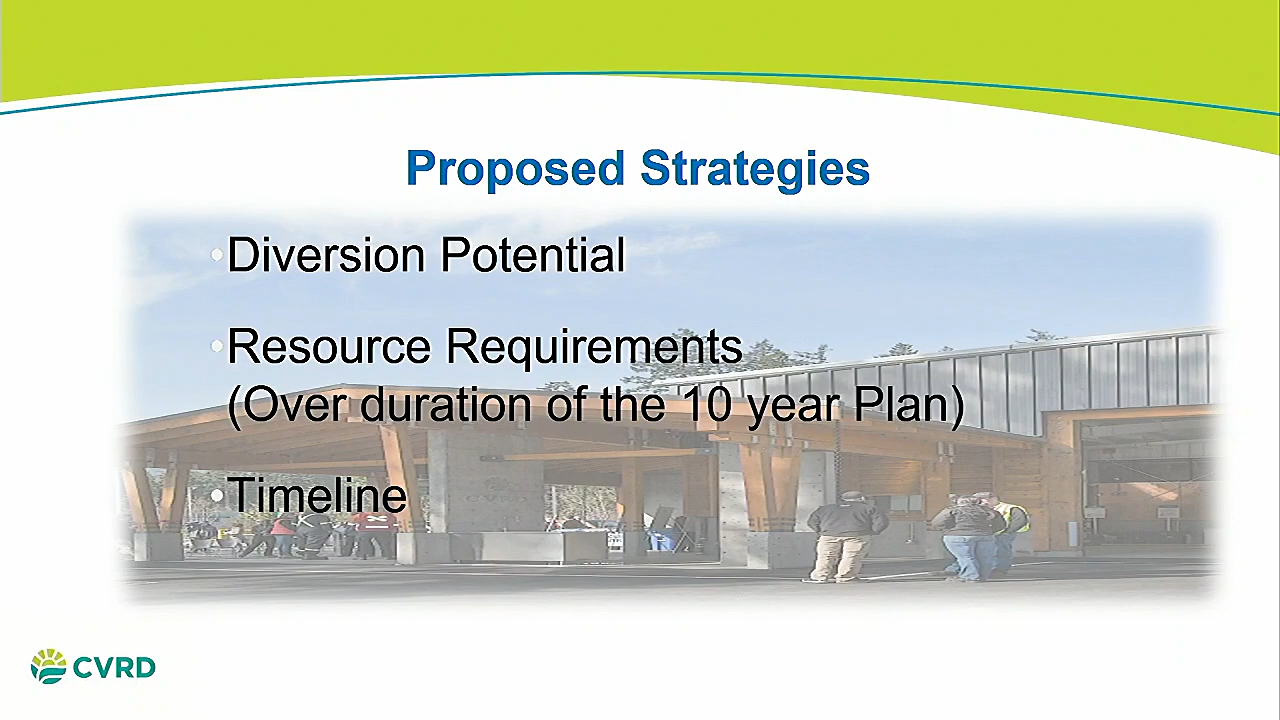 Proposed Strategies
•Diversion Potential
•Resource Requirements
(Over duration of the 10 year Plan)
•Timeline
CVRD